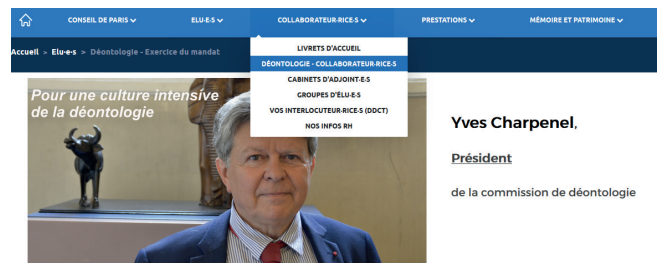 CONSEIL DE PARIS
ELU·E·S
COLLABORATEUR·RICE·S
PRESTATIONS
MÉMOIRE ET PATRIMOINE
Accueil > Elu·e·s > Déontologie - Exercice du mandat
LIVRETS D'ACCUEIL
DÉONTOLOGIE - COLLABORATEUR·RICE·S
CABINETS D'ADJOINT·E·S
GROUPES D'ÉLU·E·S
VOS INTERLOCUTEUR·RICE·S (DDCT)
NOS INFOS RH
Pour une culture intensive
de la déontologie
Yves Charpenel,
Président
de la commission de déontologie